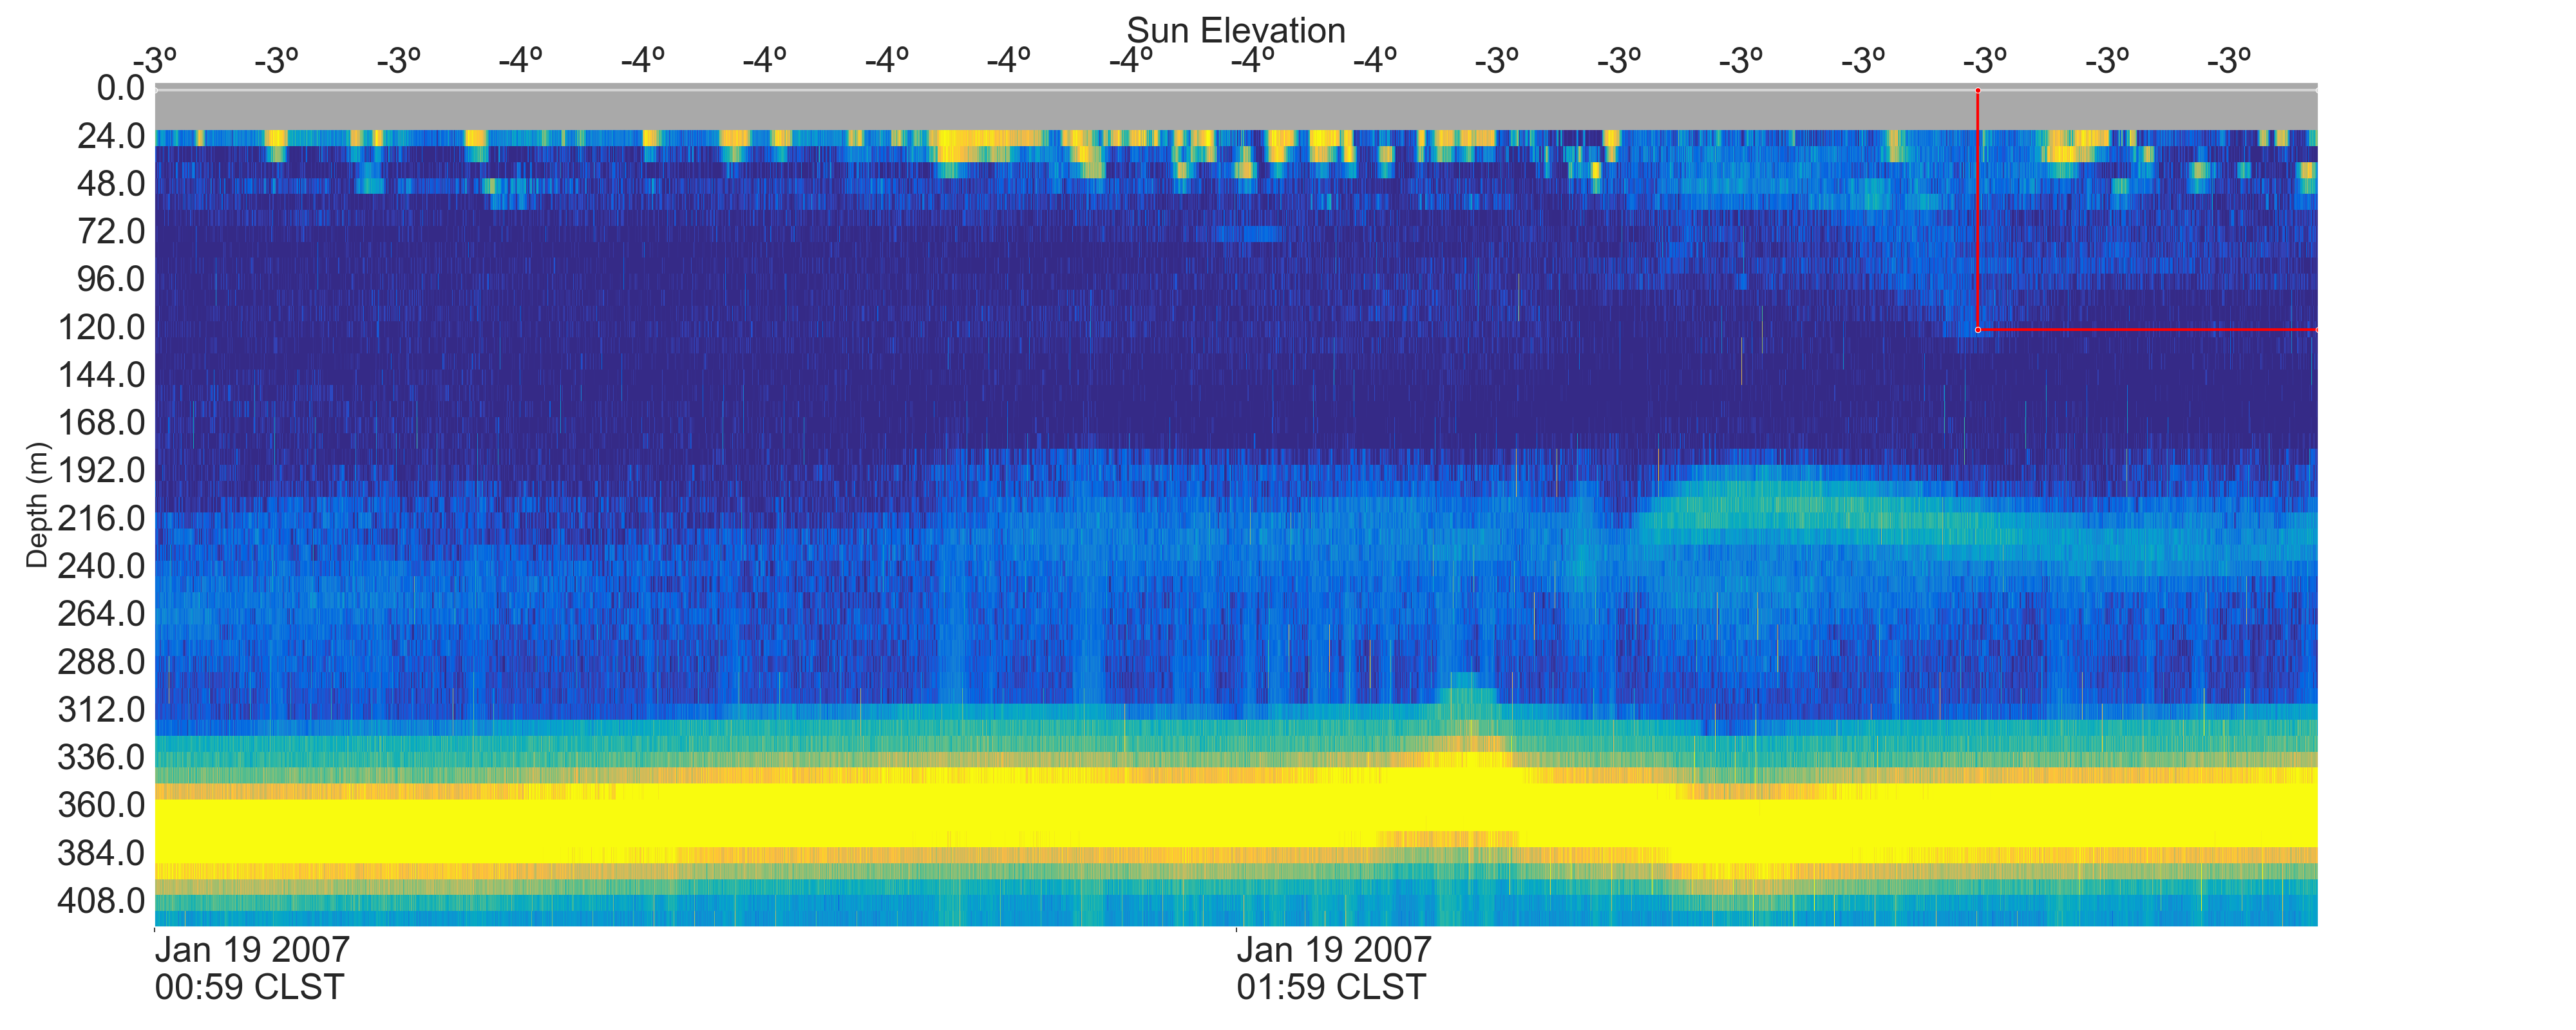 Sun Elevation
-3º -3º -3º -4º -4º -4º -4º -4º -4º -4º -4º -3º -3º -3º -3º -3º -3º -3º
0.0
24.0
48.0
72.0
96.0
120.0
144.0
168.0
192.0
216.0
240.0
264.0
288.0
312.0
336.0
360.0
384.0
408.0
Depth (m)
Jan 19 2007
00:59 CLST
Jan 19 2007
01:59 CLST